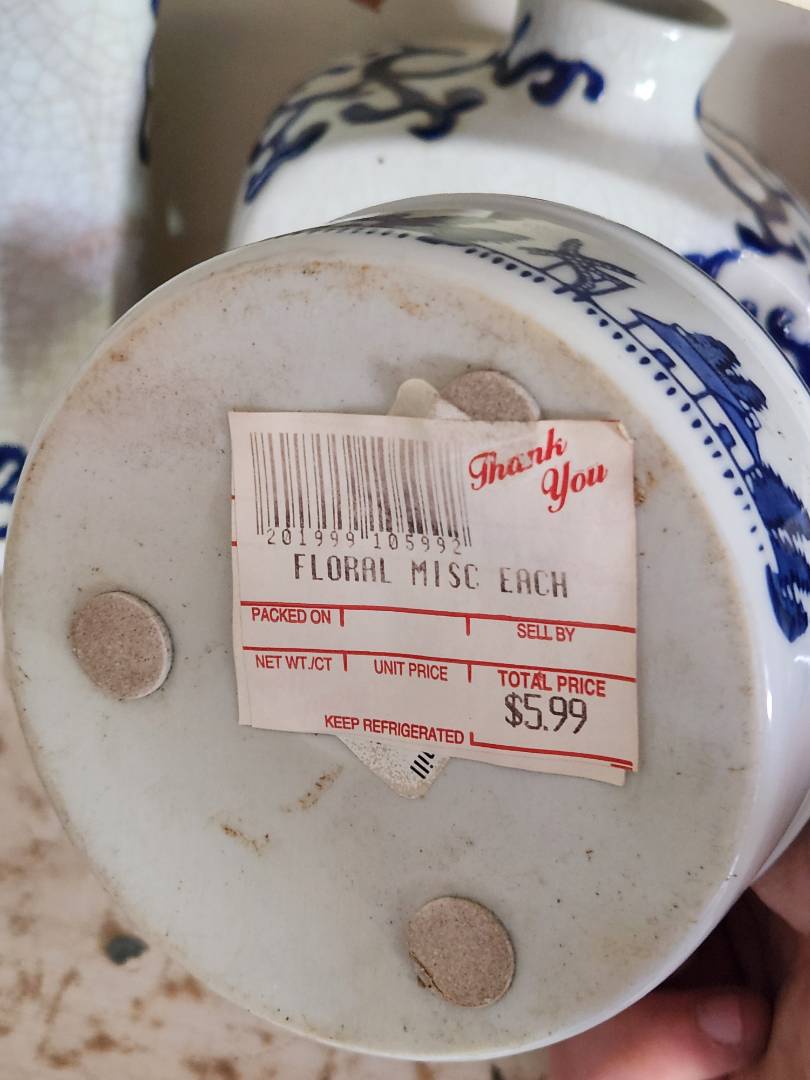 Thank
You
201999 105992
FLORAL MISC EACH
PACKED ON
SELL BY
NET WT./CT
UNIT PRICE
TOTAL PRICE
$5.99
KEEP REFRIGERATED